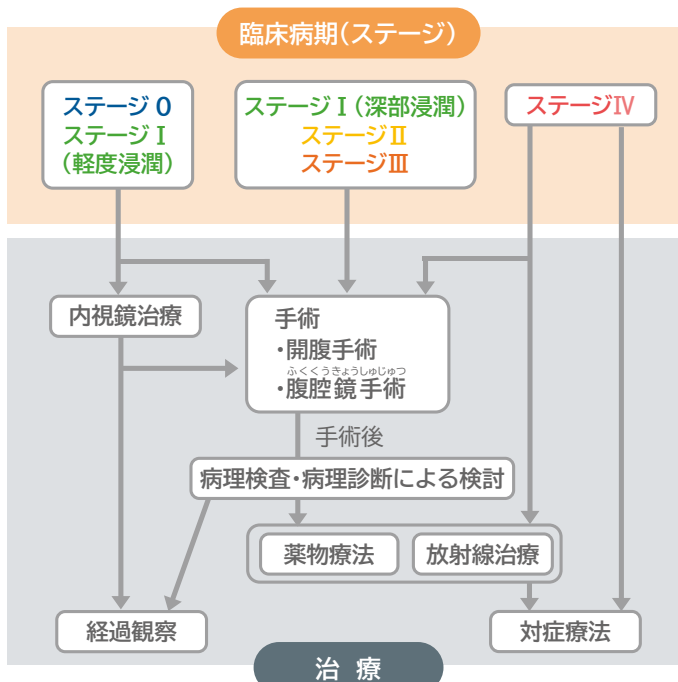 臨床病期（ステージ）
ステージ 0
ステージ Ⅰ
（軽度浸潤）
ステージ Ⅰ（深部浸潤）
ステージⅡ
ステージⅢ
ステージⅣ
内視鏡治療
手術
・開腹手術
ふくくうきょうしゅじゅつ
・腹腔鏡手術
手術後
病理検査・病理診断による検討
薬物療法
放射線治療
経過観察
対症療法
治 療